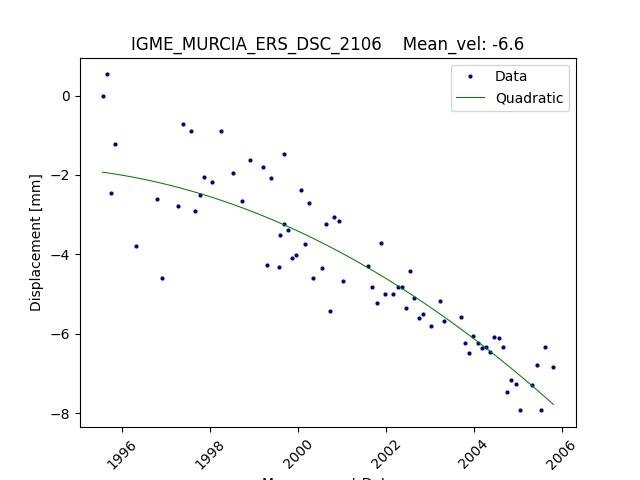 IGME_MURCIA_ERS_DSC_2106    Mean_vel: -6.6
Data
Quadratic
Displacement [mm]
0
−2
−4
−6
−8
1996
1998
2000
2002
2004
2006